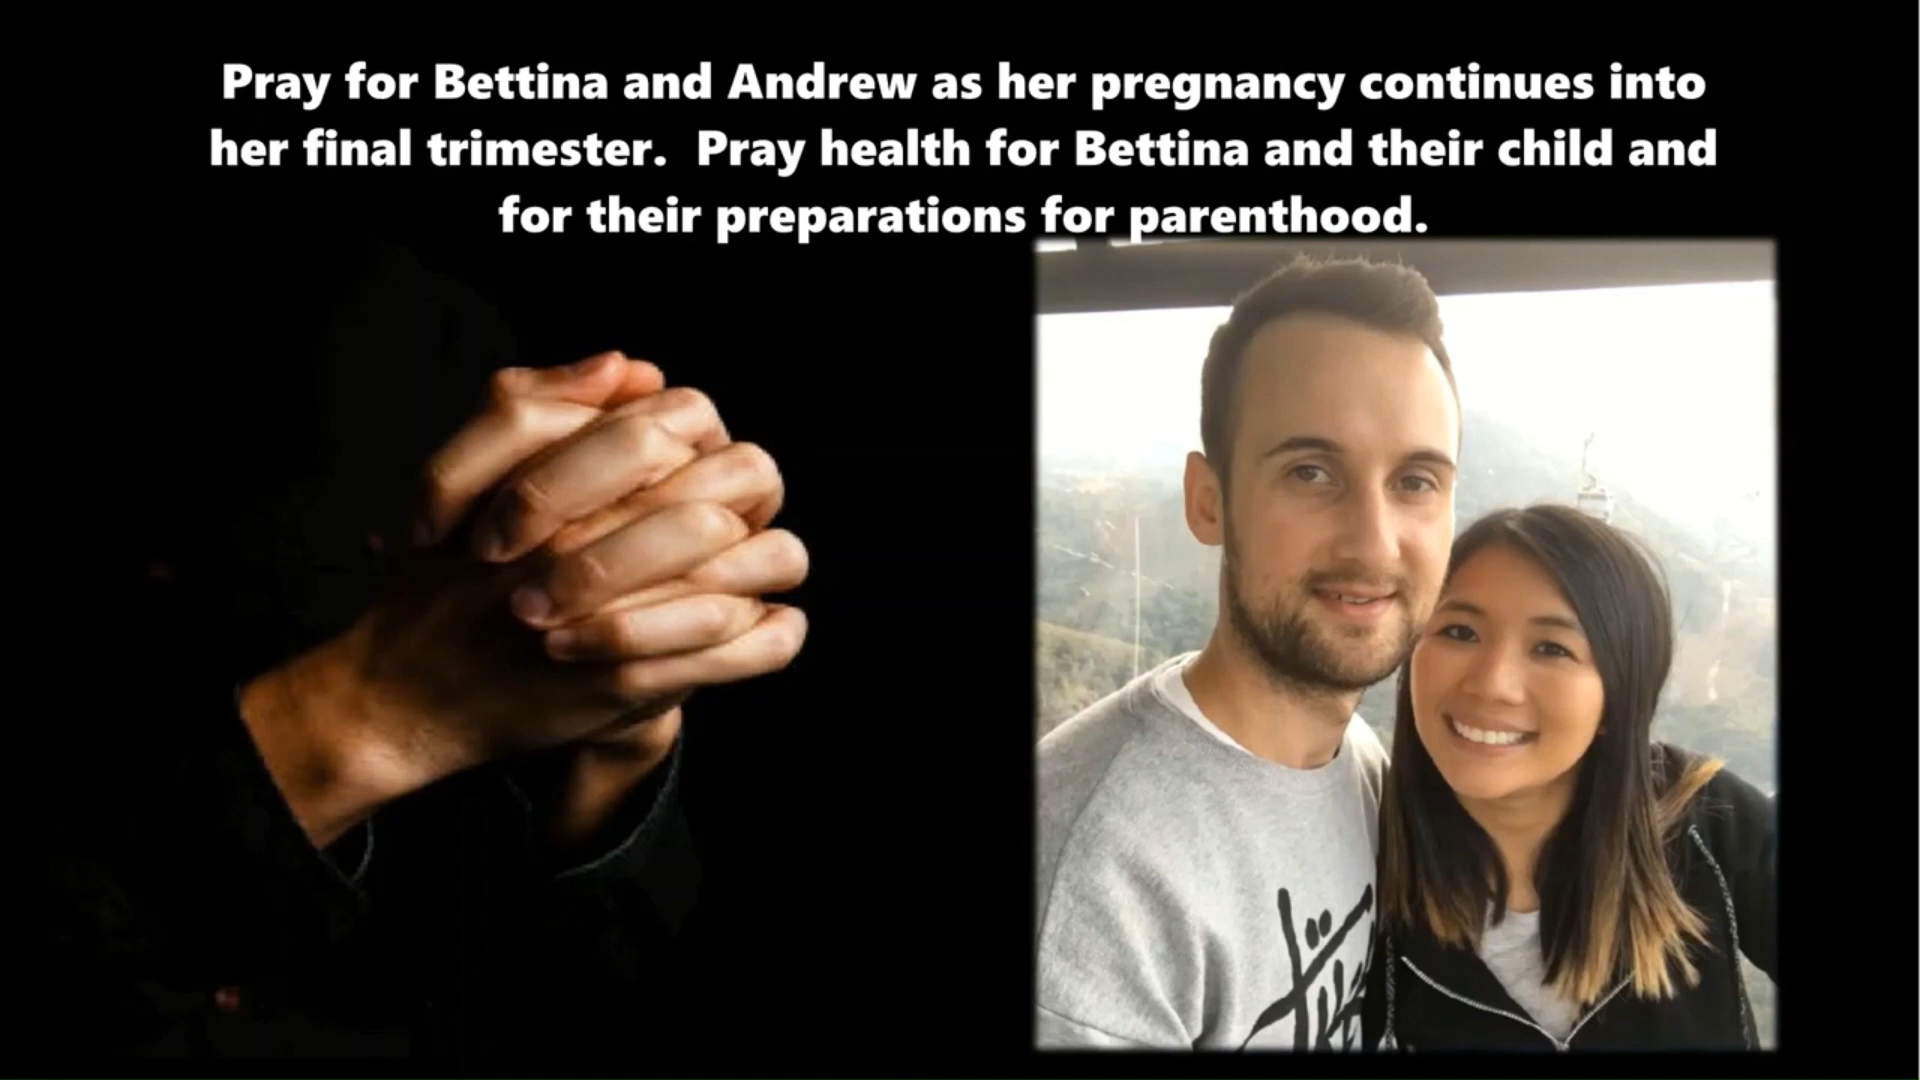 Pray for Bettina and Andrew as her pregnancy continues into
her final trimester.  Pray health for Bettina and their child and
for their preparations for parenthood.